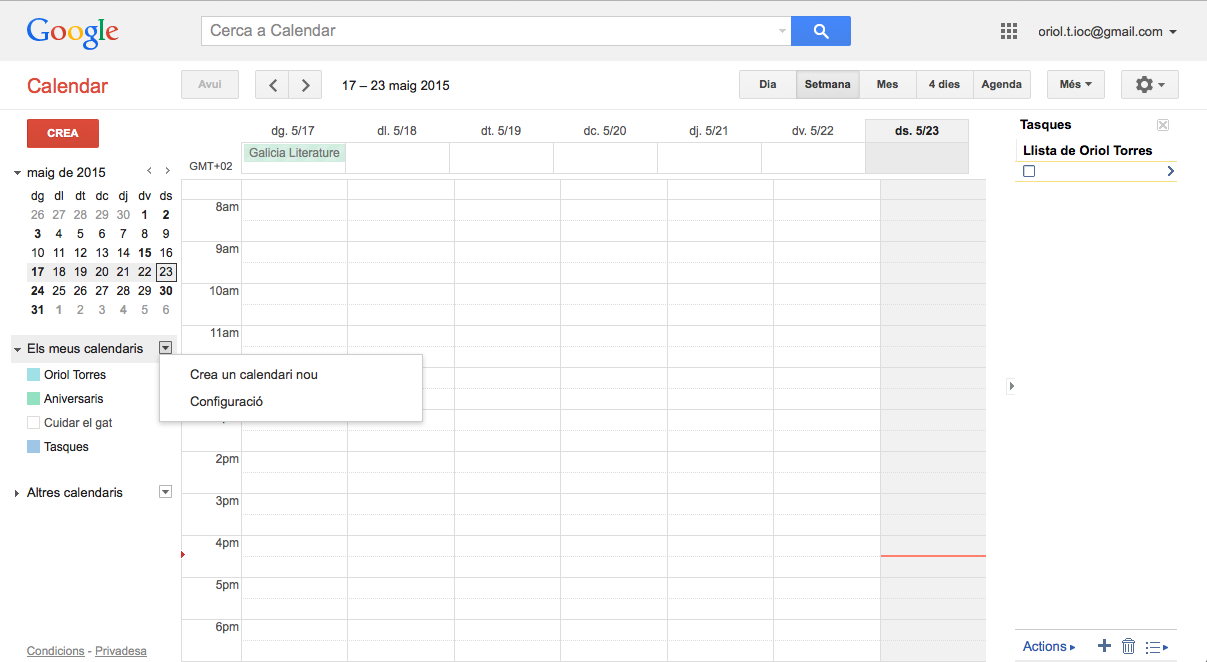 Google
Cerca a Calendar
oriol.t.ioc@gmail.com
Calendar
Avui
17 – 23 maig 2015
Dia
Setmana
Mes
4 dies
Agenda
Més
CREA
maig de 2015
dg dl dt dc dj dv ds
26 27 28 29 30 1 2
3 4 5 6 7 8 9
10 11 12 13 14 15 16
17 18 19 20 21 22 23
24 25 26 27 28 29 30
31 1 2 3 4 5 6
Els meus calendaris
Oriol Torres
Aniversaris
Cuidar el gat
Tasques
Altres calendaris
Condicions - Privadesa
Crea un calendari nou
Configuració
dg. 5/17 dl. 5/18 dt. 5/19 dc. 5/20 dj. 5/21 dv. 5/22 ds. 5/23
GMT+02
Galicia Literature
8am
9am
10am
11am
2pm
3pm
4pm
5pm
6pm
Tasques
Llista de Oriol Torres
Actions